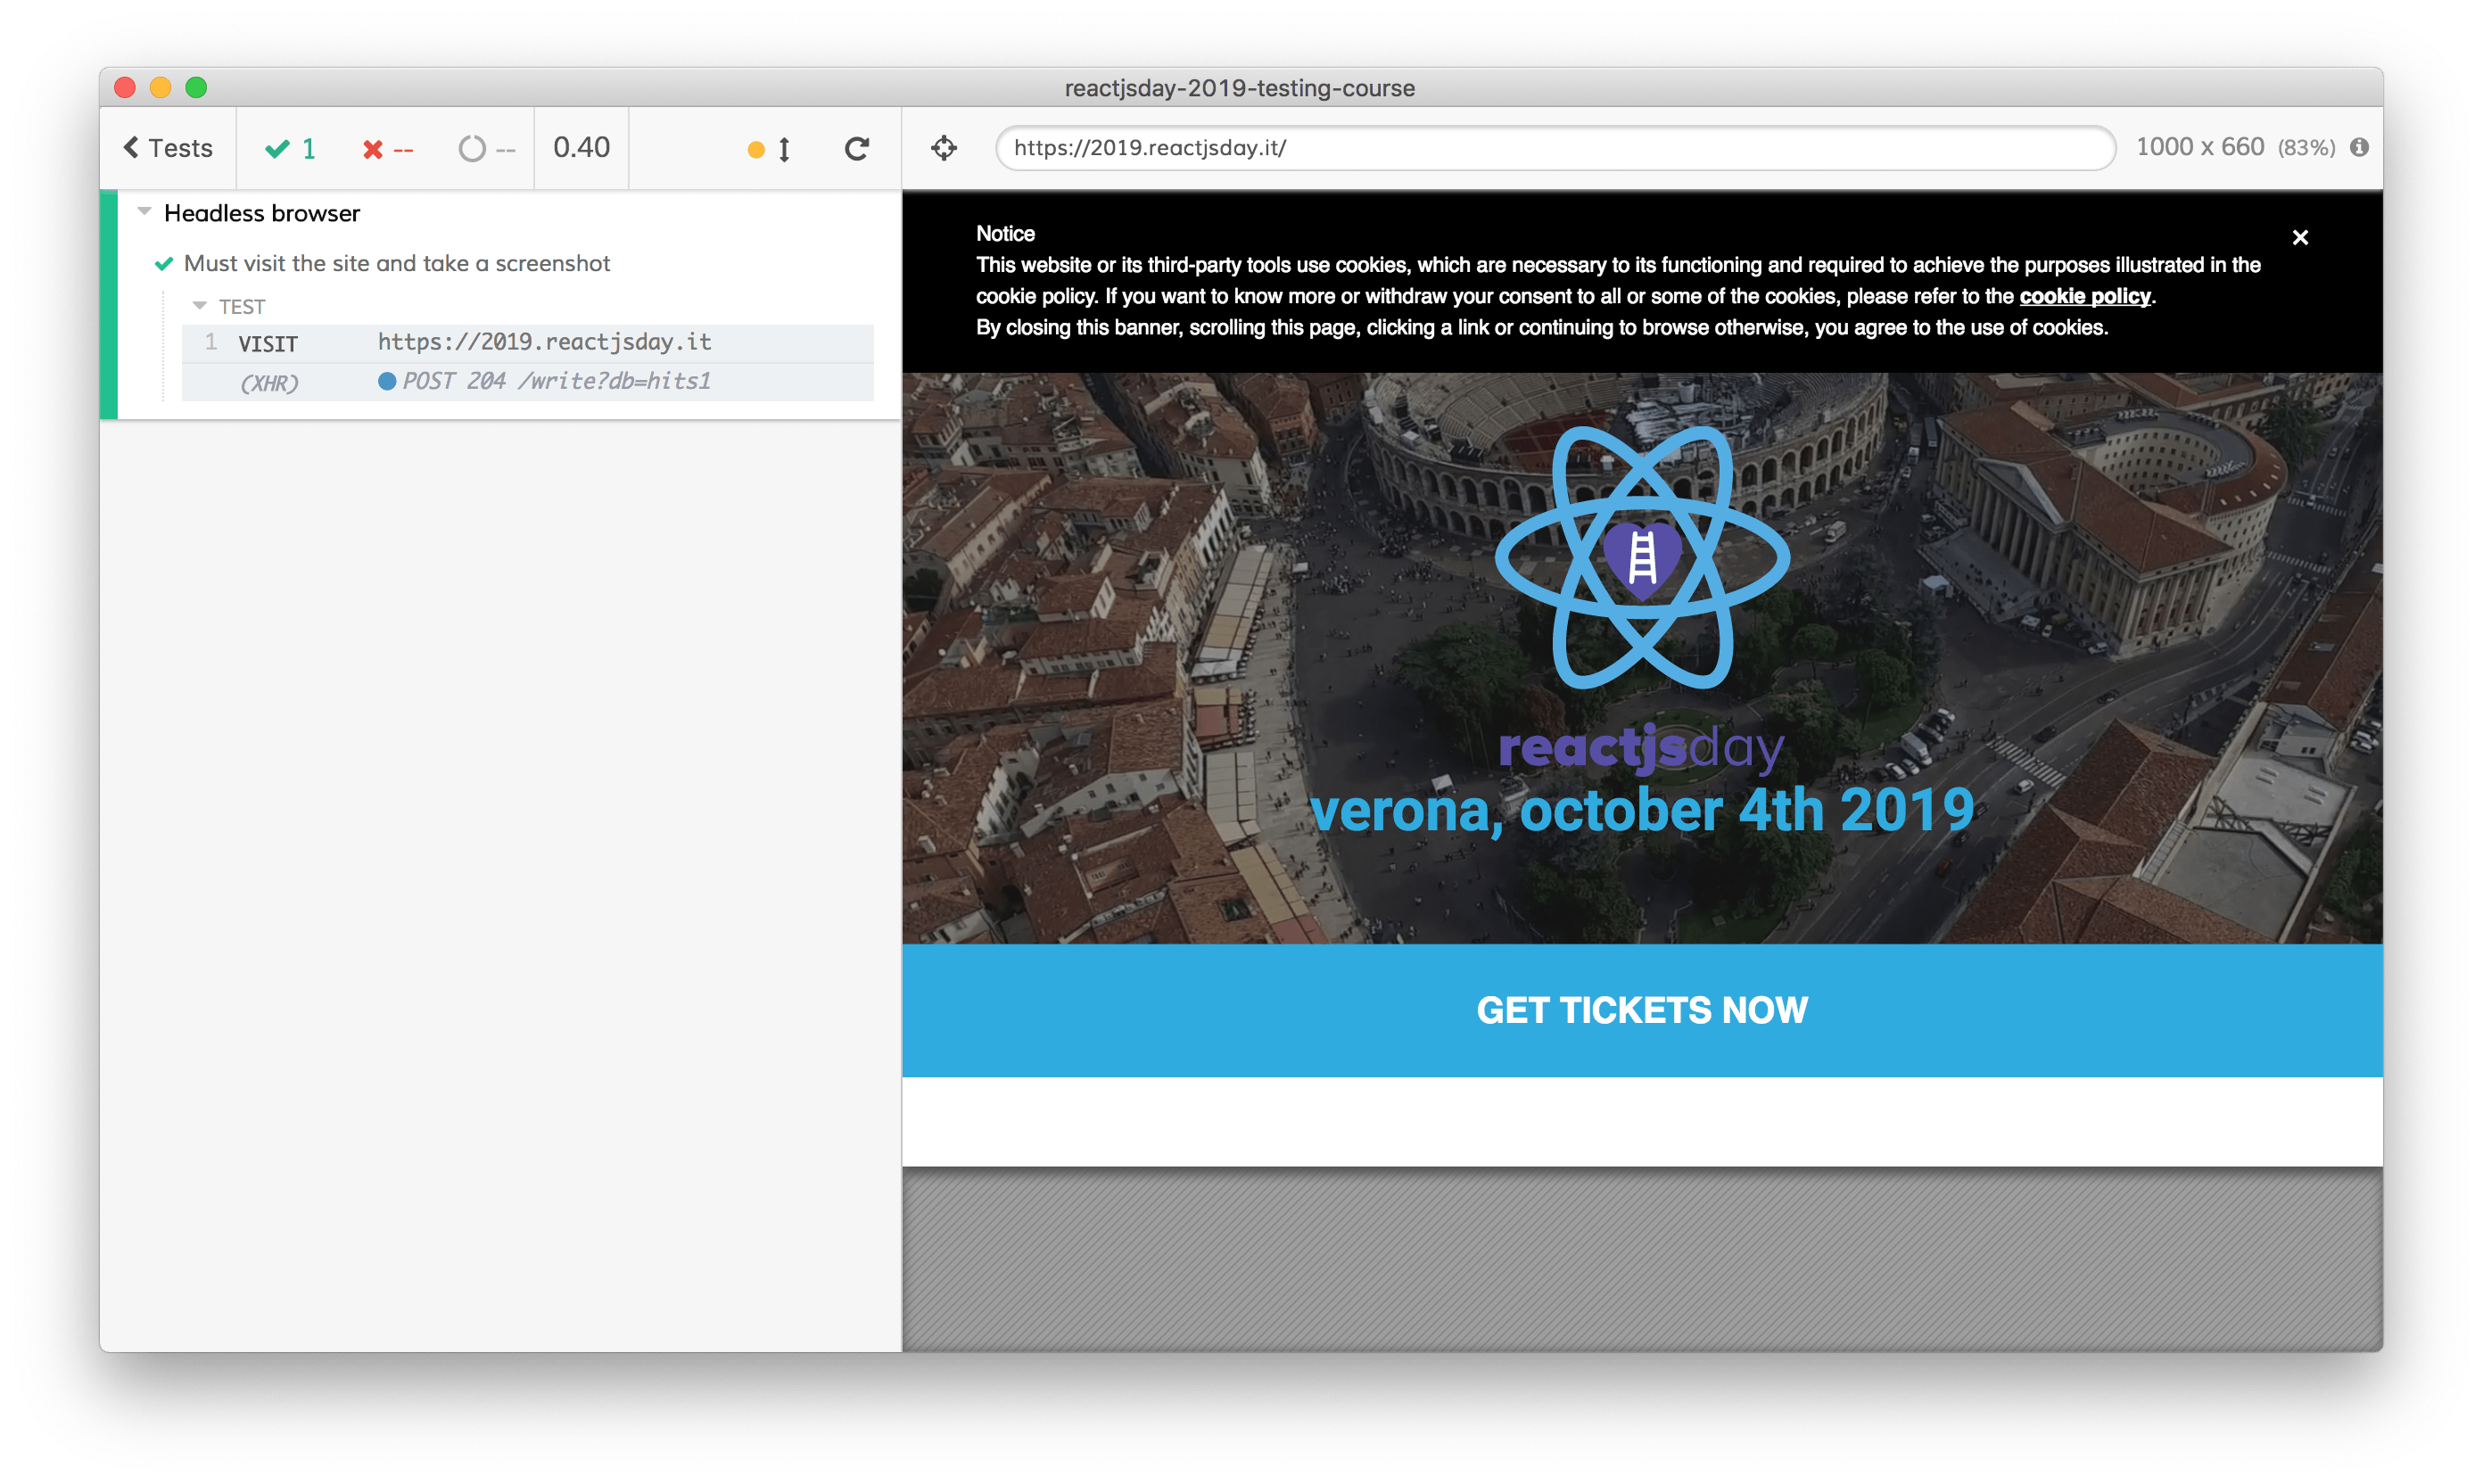 reactjsday-2019-testing-course
Tests
1
--
--
0.40
https://2019.reactjsday.it/
1000 x 660 (83%)
Headless browser
Must visit the site and take a screenshot
TEST
1 VISIT https://2019.reactjsday.it
(XHR) POST 204 /write?db=hits1
Notice
This website or its third-party tools use cookies, which are necessary to its functioning and required to achieve the purposes illustrated in the
cookie policy. If you want to know more or withdraw your consent to all or some of the cookies, please refer to the cookie policy.
By closing this banner, scrolling this page, clicking a link or continuing to browse otherwise, you agree to the use of cookies.
reactjsday
verona, october 4th 2019
GET TICKETS NOW